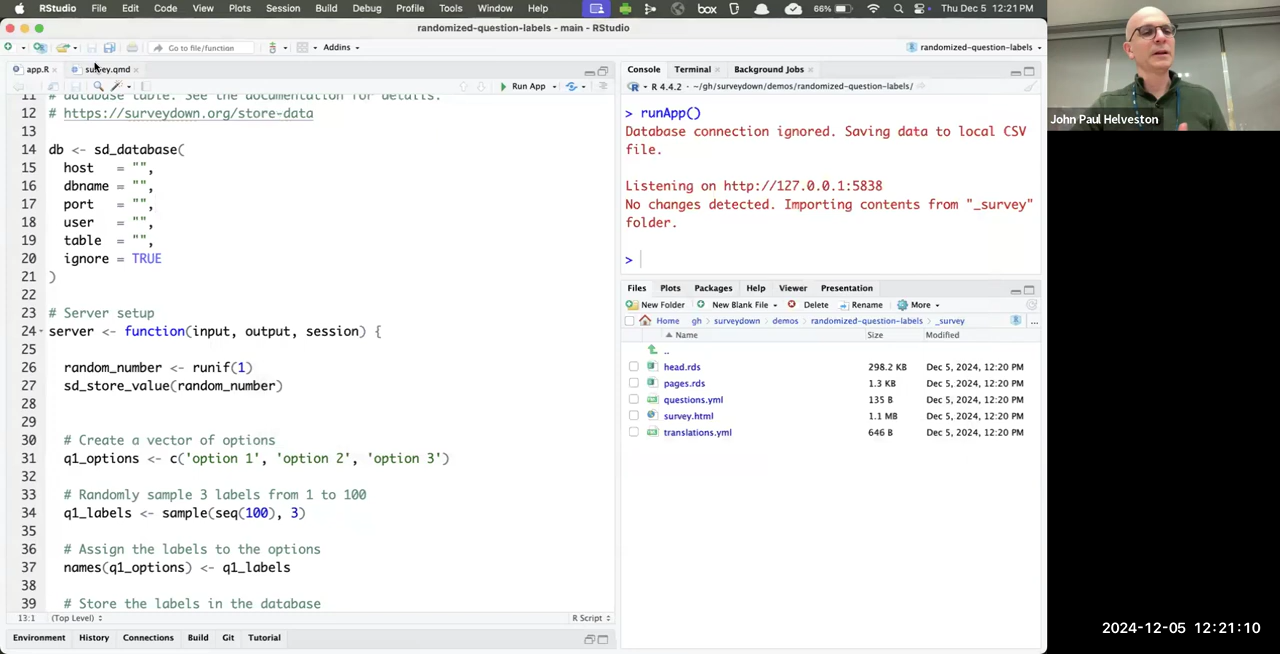 RStudio File Edit Code View Plots Session Build Debug Profile Tools Window Help box 66% Thu Dec 5 12:21 PM
randomized-question-labels - main - RStudio
Go to file/function Addins randomized-question-labels
app.R survey.qmd
Run App
11 # database table. See the documentation for details.
12 # https://surveydown.org/store-data
13
14 db <- sd_database(
15 host = "",
16 dbname = "",
17 port = "",
18 user = "",
19 table = "",
20 ignore = TRUE
21 )
22
23 # Server setup
24 server <- function(input, output, session) {
25
26 random_number <- runif(1)
27 sd_store_value(random_number)
28
29
30 # Create a vector of options
31 q1_options <- c('option 1', 'option 2', 'option 3')
32
33 # Randomly sample 3 labels from 1 to 100
34 q1_labels <- sample(seq(100), 3)
35
36 # Assign the labels to the options
37 names(q1_options) <- q1_labels
38
39 # Store the labels in the database
13:1 (Top Level) R Script
Environment History Connections Build Git Tutorial
Console Terminal Background Jobs
R 4.4.2 · ~/gh/surveydown/demos/randomized-question-labels/
> runApp()
Database connection ignored. Saving data to local CSV
file.
Listening on http://127.0.0.1:5838
No changes detected. Importing contents from "_survey"
folder.
>
Files Plots Packages Help Viewer Presentation
New Folder New Blank File Delete Rename More
Home gh surveydown demos randomized-question-labels _survey ...
Name Size Modified
..
head.rds 298.2 KB Dec 5, 2024, 12:20 PM
pages.rds 1.3 KB Dec 5, 2024, 12:20 PM
questions.yml 135 B Dec 5, 2024, 12:20 PM
survey.html 1.1 MB Dec 5, 2024, 12:20 PM
translations.yml 646 B Dec 5, 2024, 12:20 PM
John Paul Helveston
2024-12-05 12:21:10